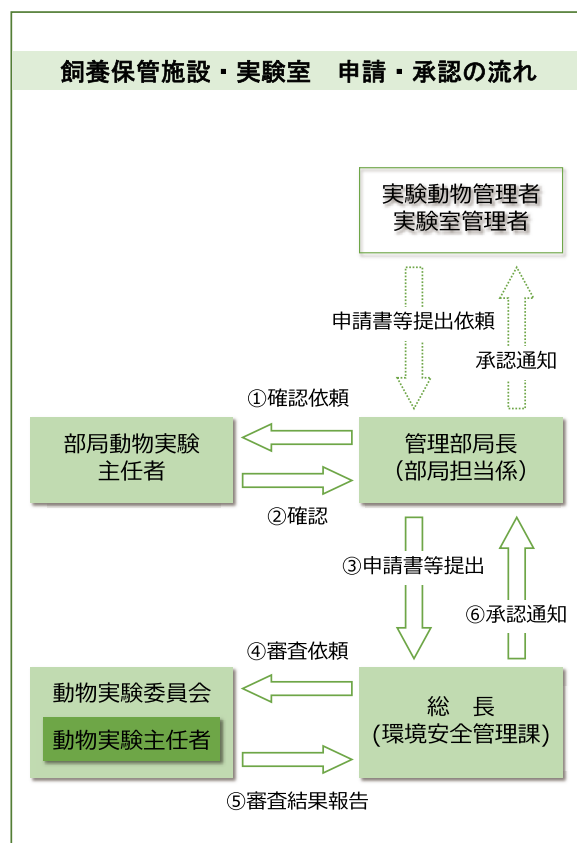 飼養保管施設・実験室　申請・承認の流れ
実験動物管理者
実験室管理者
申請書等提出依頼
承認通知
①確認依頼
部局動物実験
主任者
管理部局長
（部局担当係）
②確認
③申請書等提出
⑥承認通知
④審査依頼
動物実験委員会
動物実験主任者
総　長
(環境安全管理課)
⑤審査結果報告